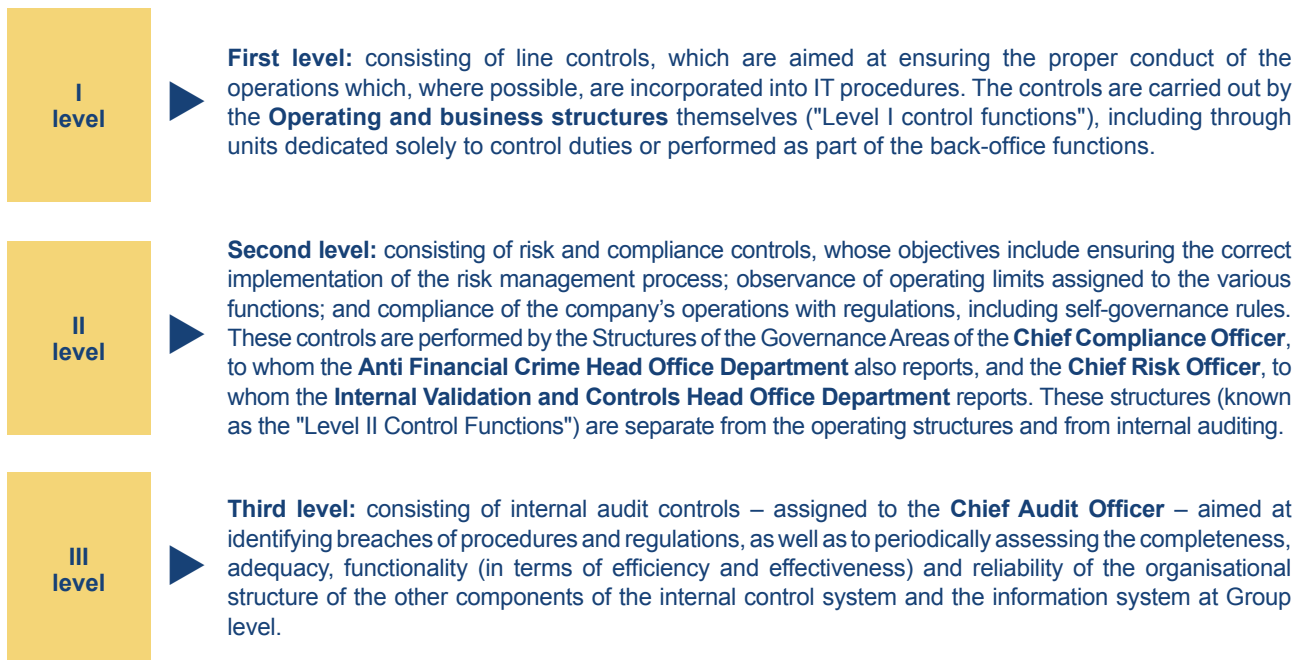 I
level
First level: consisting of line controls, which are aimed at ensuring the proper conduct of the
operations which, where possible, are incorporated into IT procedures. The controls are carried out by
the Operating and business structures themselves ("Level I control functions"), including through
units dedicated solely to control duties or performed as part of the back-office functions.
II
level
Second level: consisting of risk and compliance controls, whose objectives include ensuring the correct
implementation of the risk management process; observance of operating limits assigned to the various
functions; and compliance of the company’s operations with regulations, including self-governance rules.
These controls are performed by the Structures of the Governance Areas of the Chief Compliance Officer,
to whom the Anti Financial Crime Head Office Department also reports, and the Chief Risk Officer, to
whom the Internal Validation and Controls Head Office Department reports. These structures (known
as the "Level II Control Functions") are separate from the operating structures and from internal auditing.
III
level
Third level: consisting of internal audit controls – assigned to the Chief Audit Officer – aimed at
identifying breaches of procedures and regulations, as well as to periodically assessing the completeness,
adequacy, functionality (in terms of efficiency and effectiveness) and reliability of the organisational
structure of the other components of the internal control system and the information system at Group
level.